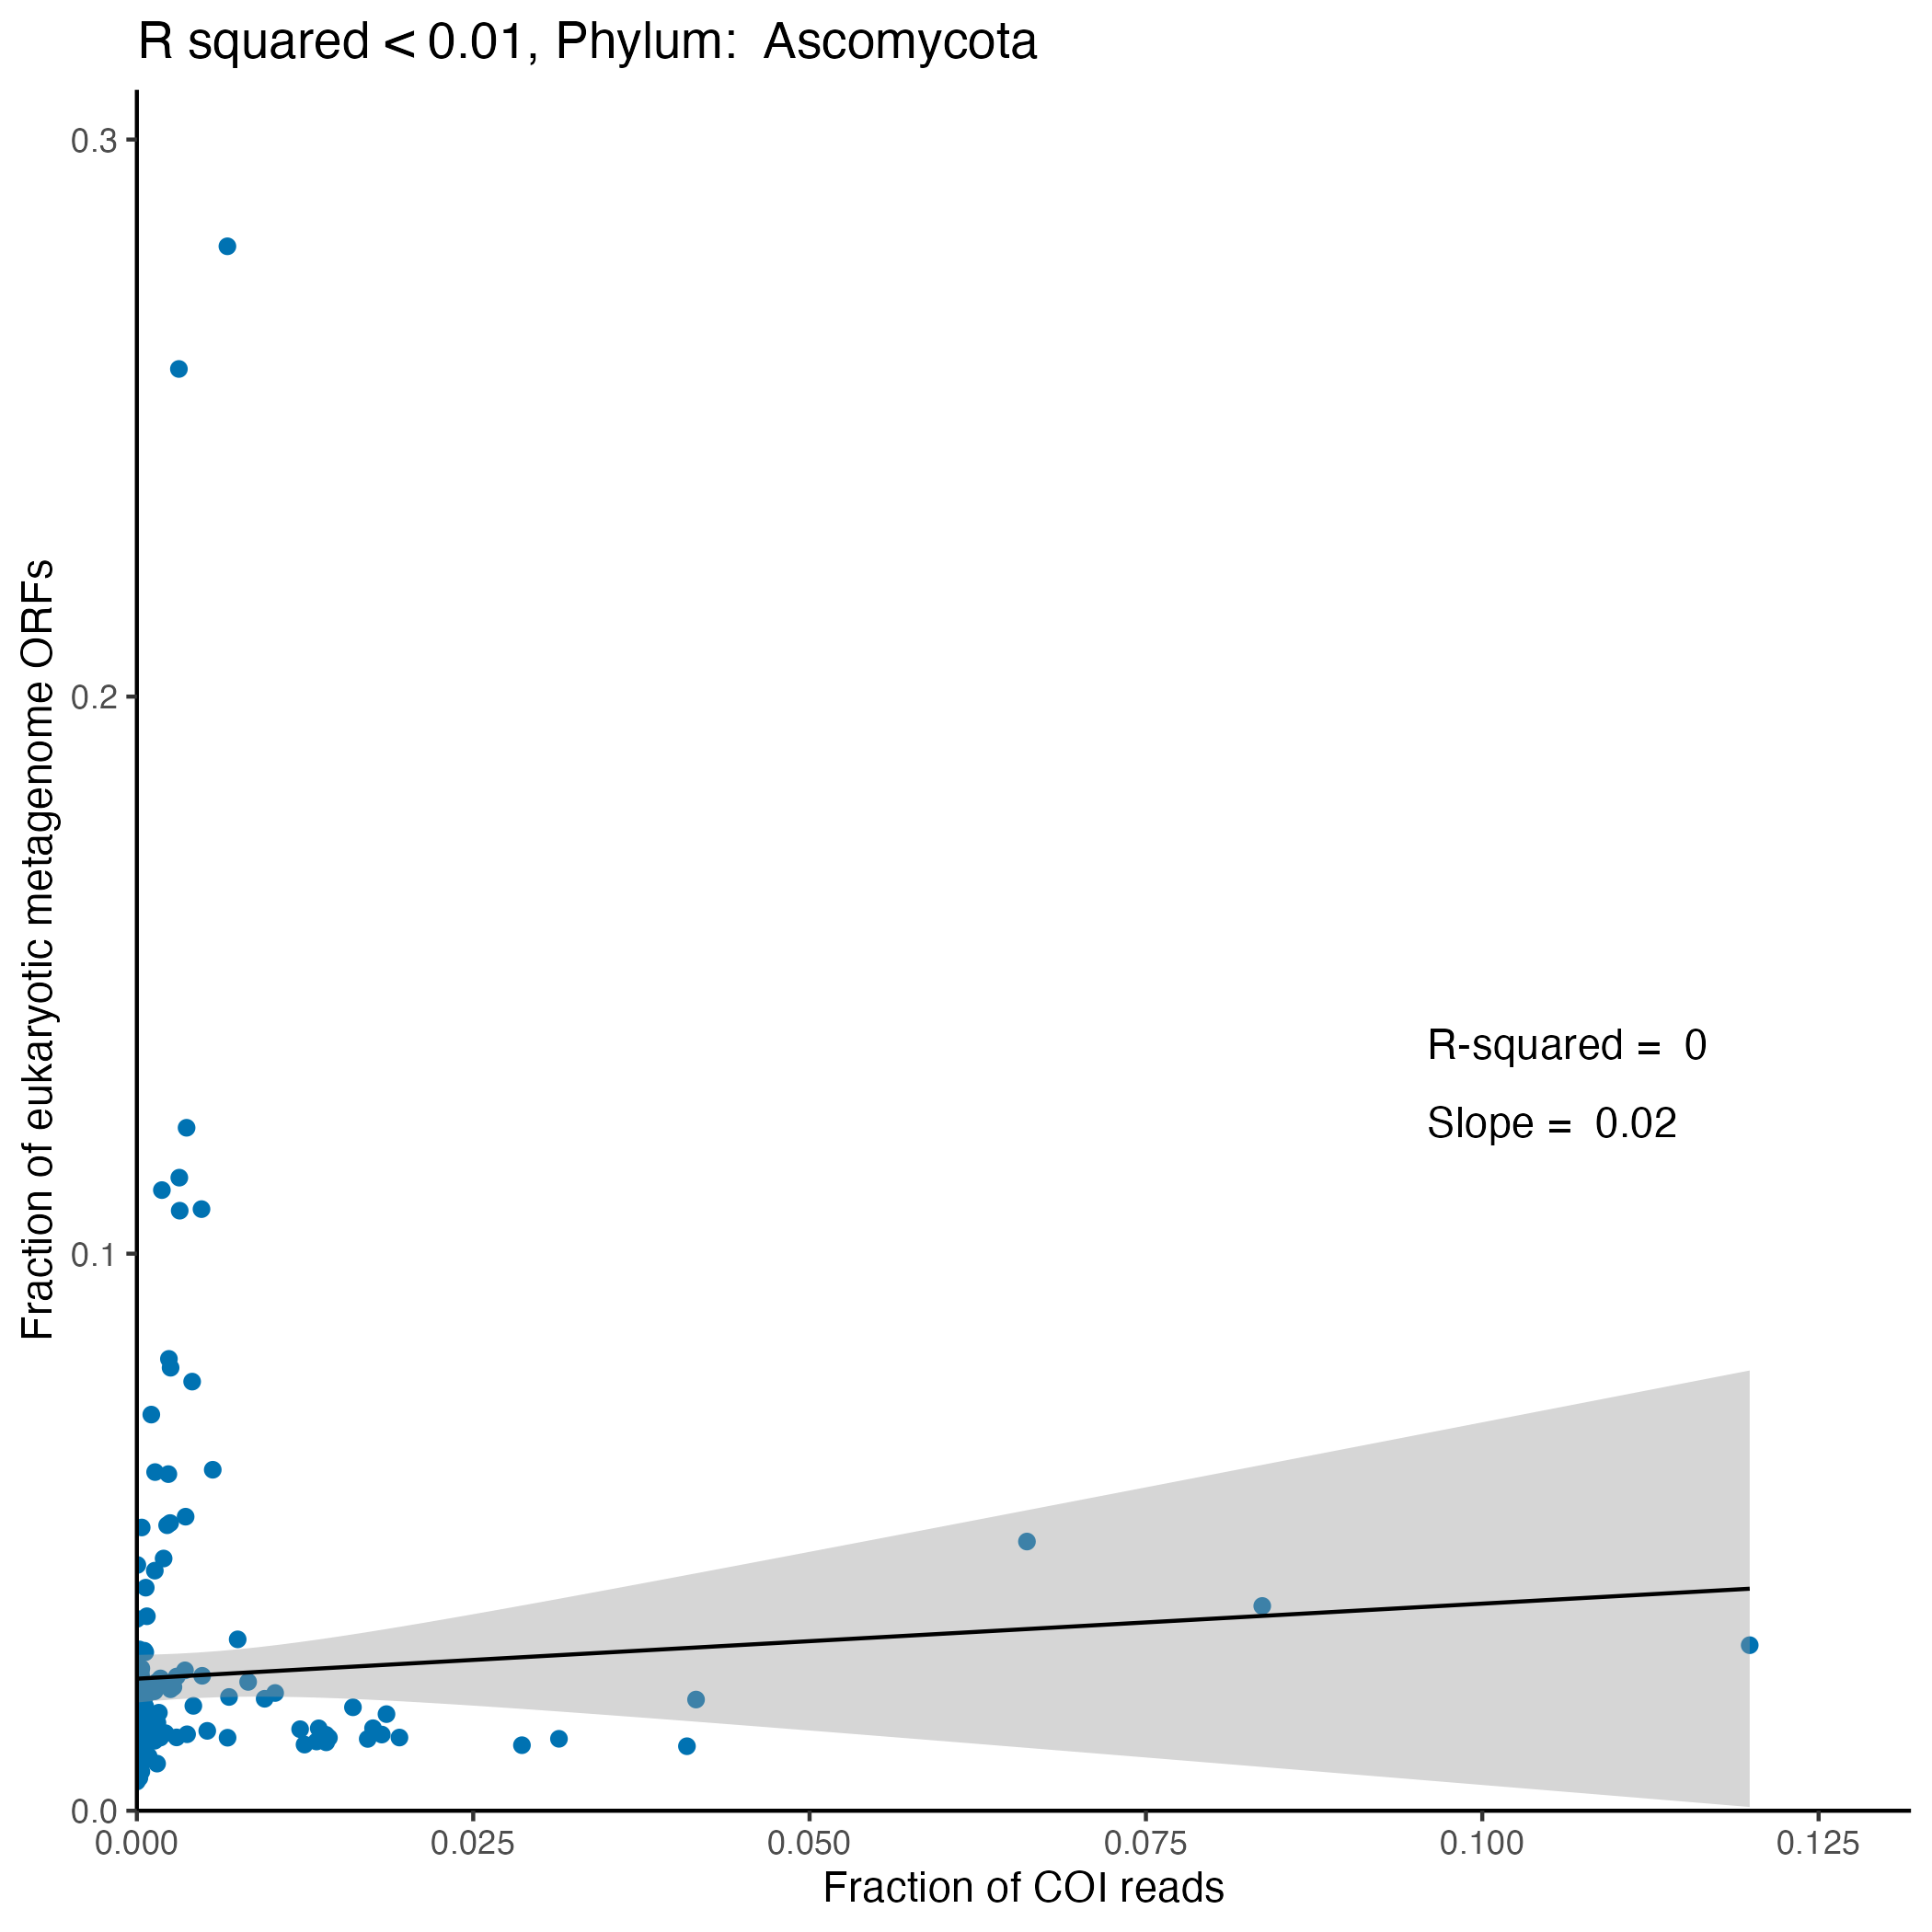 R squared < 0.01, Phylum:  Ascomycota
Fraction of eukaryotic metagenome ORFs
0.3
0.2
0.1
0.0
R-squared =  0
Slope =  0.02
0.000 0.025 0.050 0.075 0.100 0.125
Fraction of COI reads